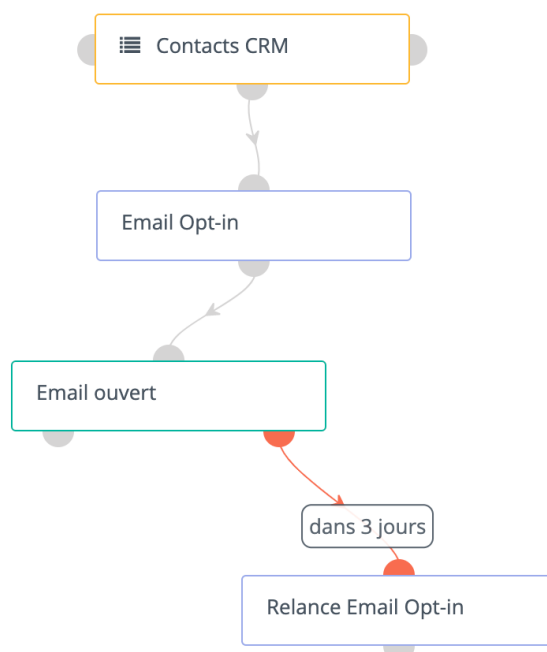 Contacts CRM
Email Opt-in
Email ouvert
dans 3 jours
Relance Email Opt-in